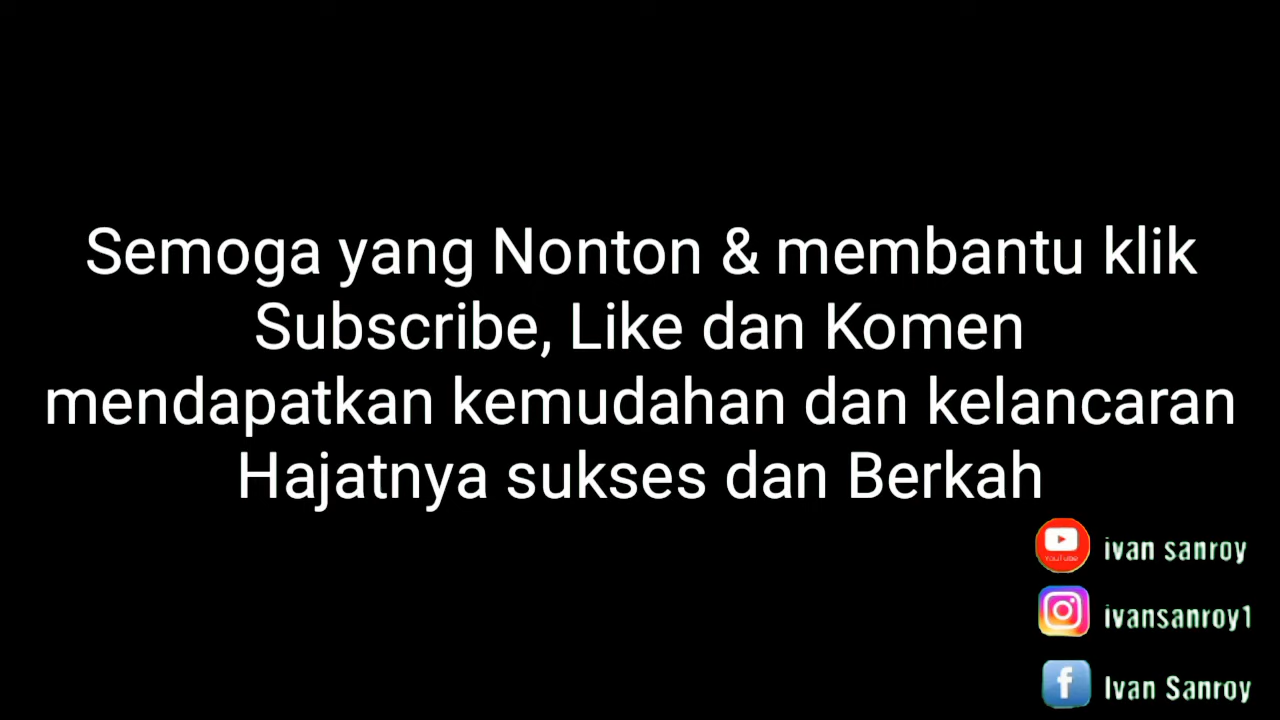 Semoga yang Nonton & membantu klik
Subscribe, Like dan Komen
mendapatkan kemudahan dan kelancaran
Hajatnya sukses dan Berkah
YouTube
ivan sanroy
ivansanroy1
f
Ivan Sanroy